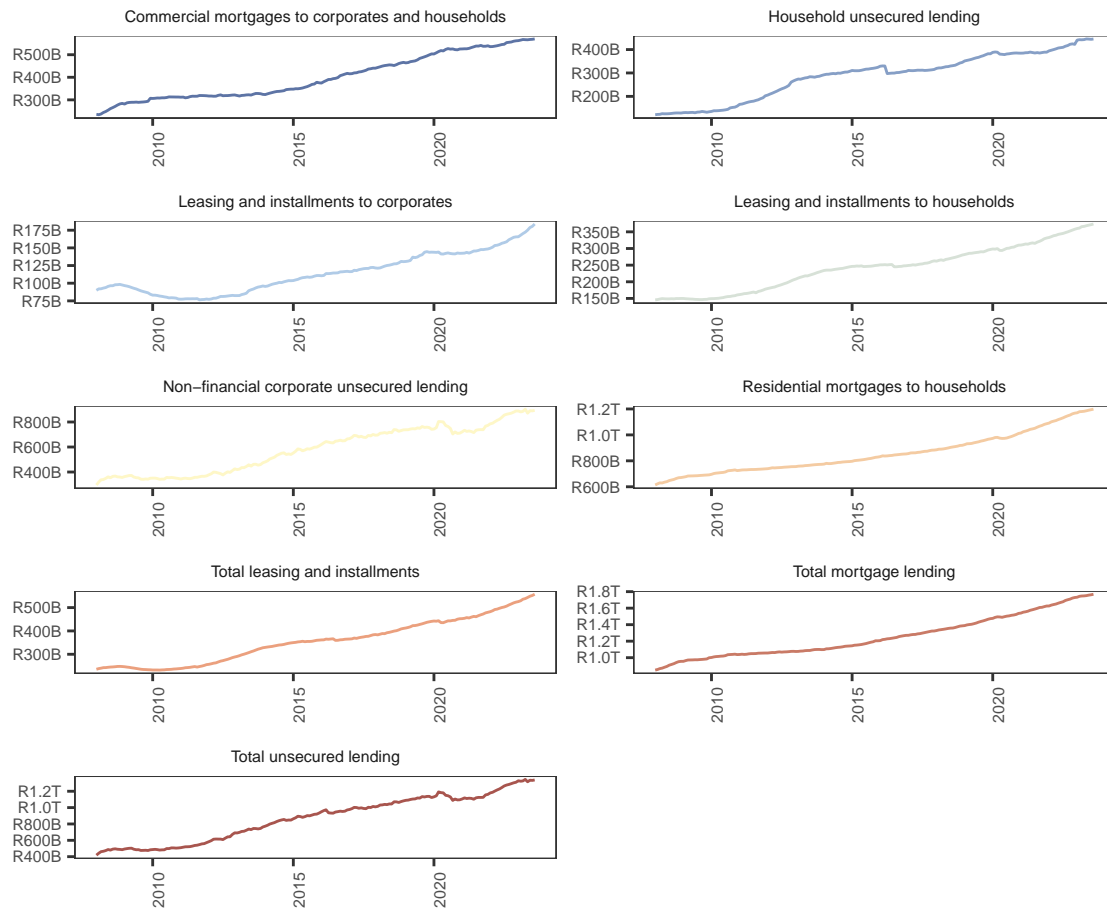 Commercial mortgages to corporates and households
R500B
R400B
R300B
2010
2015
2020
Household unsecured lending
R400B
R300B
R200B
2010
2015
2020
Leasing and installments to corporates
R175B
R150B
R125B
R100B
R75B
2010
2015
2020
Leasing and installments to households
R350B
R300B
R250B
R200B
R150B
2010
2015
2020
Non−financial corporate unsecured lending
R800B
R600B
R400B
2010
2015
2020
Residential mortgages to households
R1.2T
R1.0T
R800B
R600B
2010
2015
2020
Total leasing and installments
R500B
R400B
R300B
2010
2015
2020
Total mortgage lending
R1.8T
R1.6T
R1.4T
R1.2T
R1.0T
2010
2015
2020
Total unsecured lending
R1.2T
R1.0T
R800B
R600B
R400B
2010
2015
2020